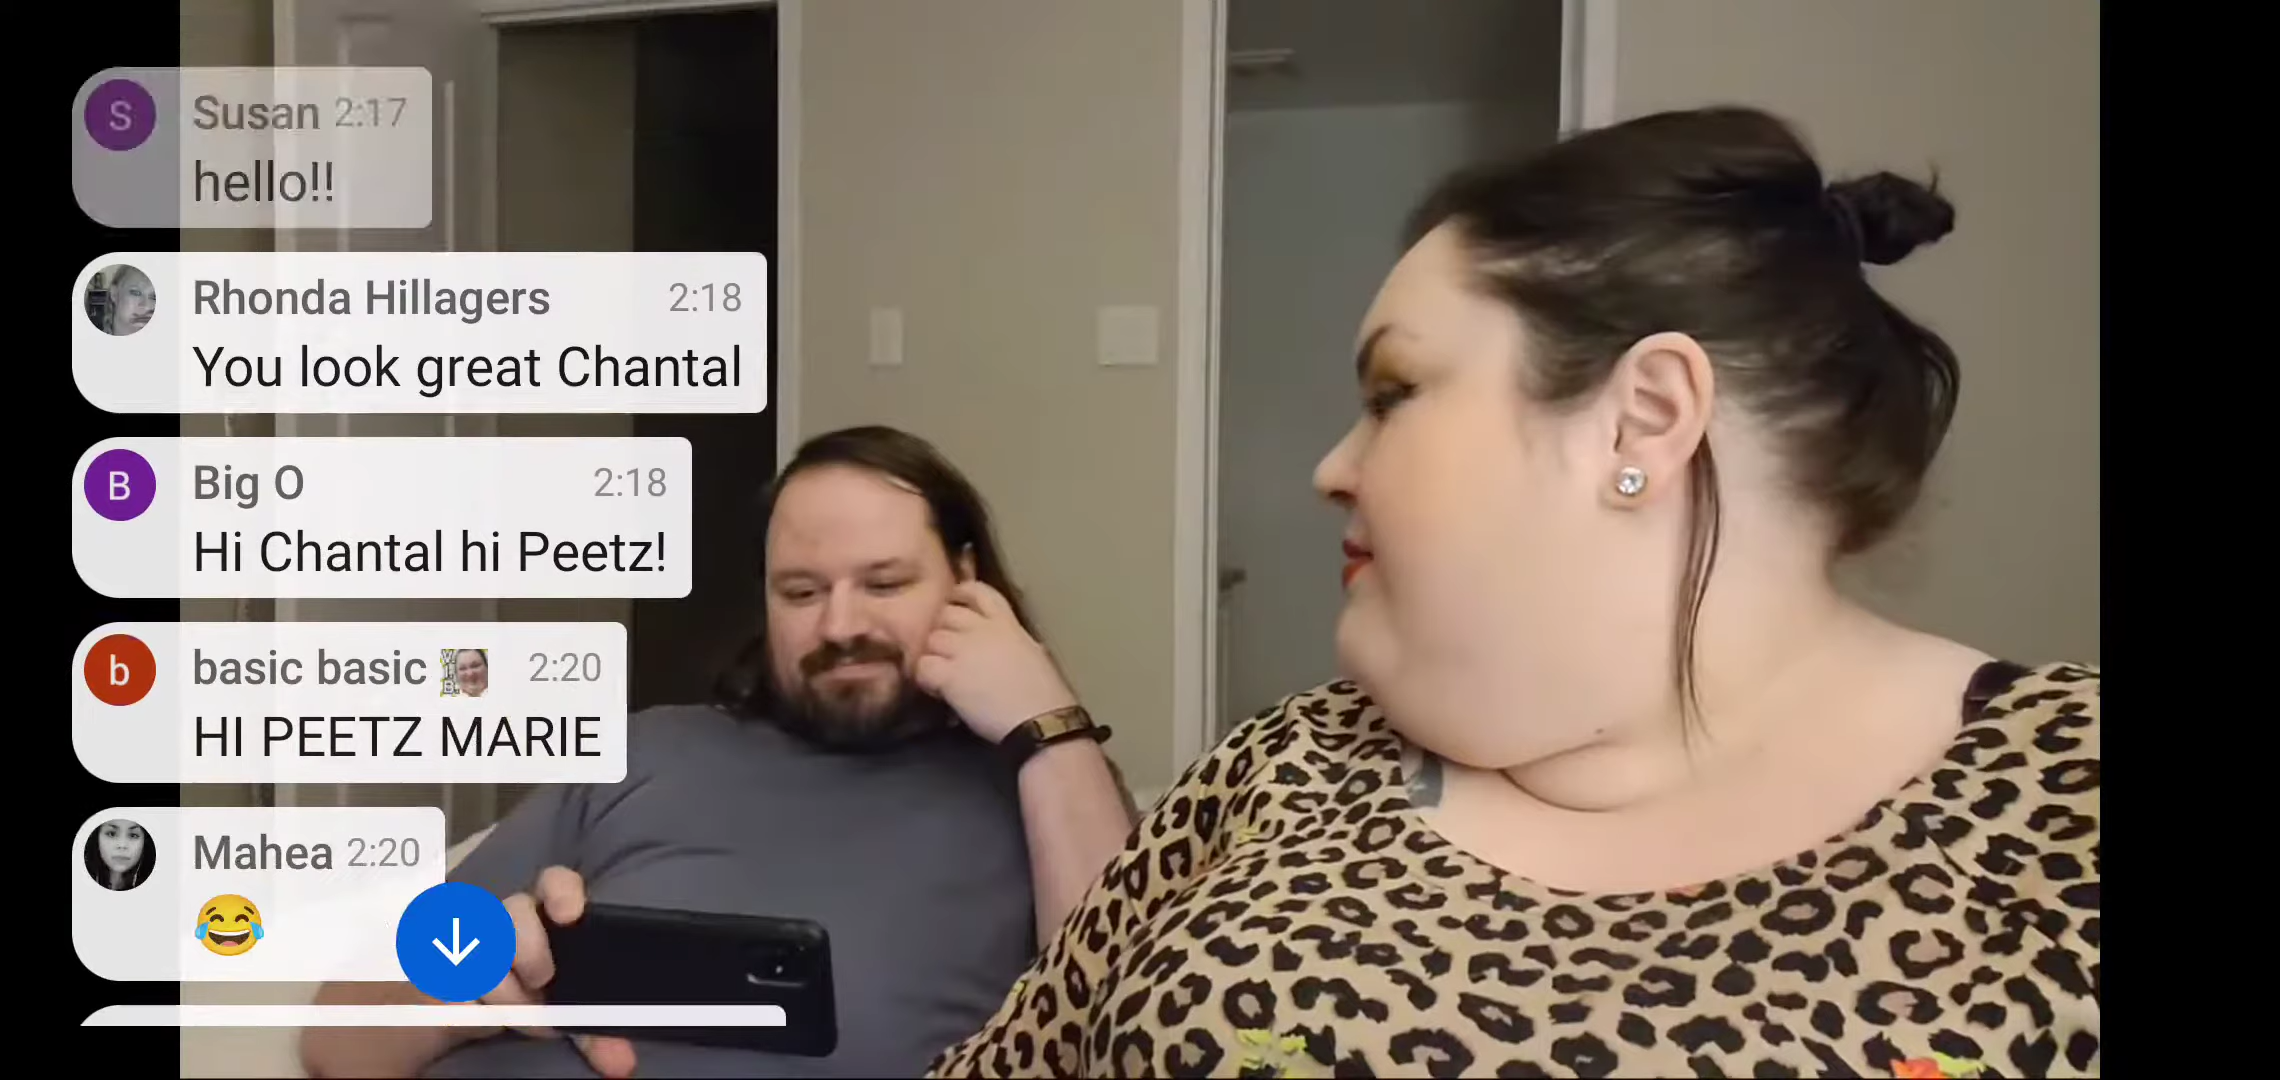 S
Susan 2:17
hello!!
Rhonda Hillagers 2:18
You look great Chantal
B
Big O 2:18
Hi Chantal hi Peetz!
b
basic basic 2:20
HI PEETZ MARIE
Mahea 2:20
😂